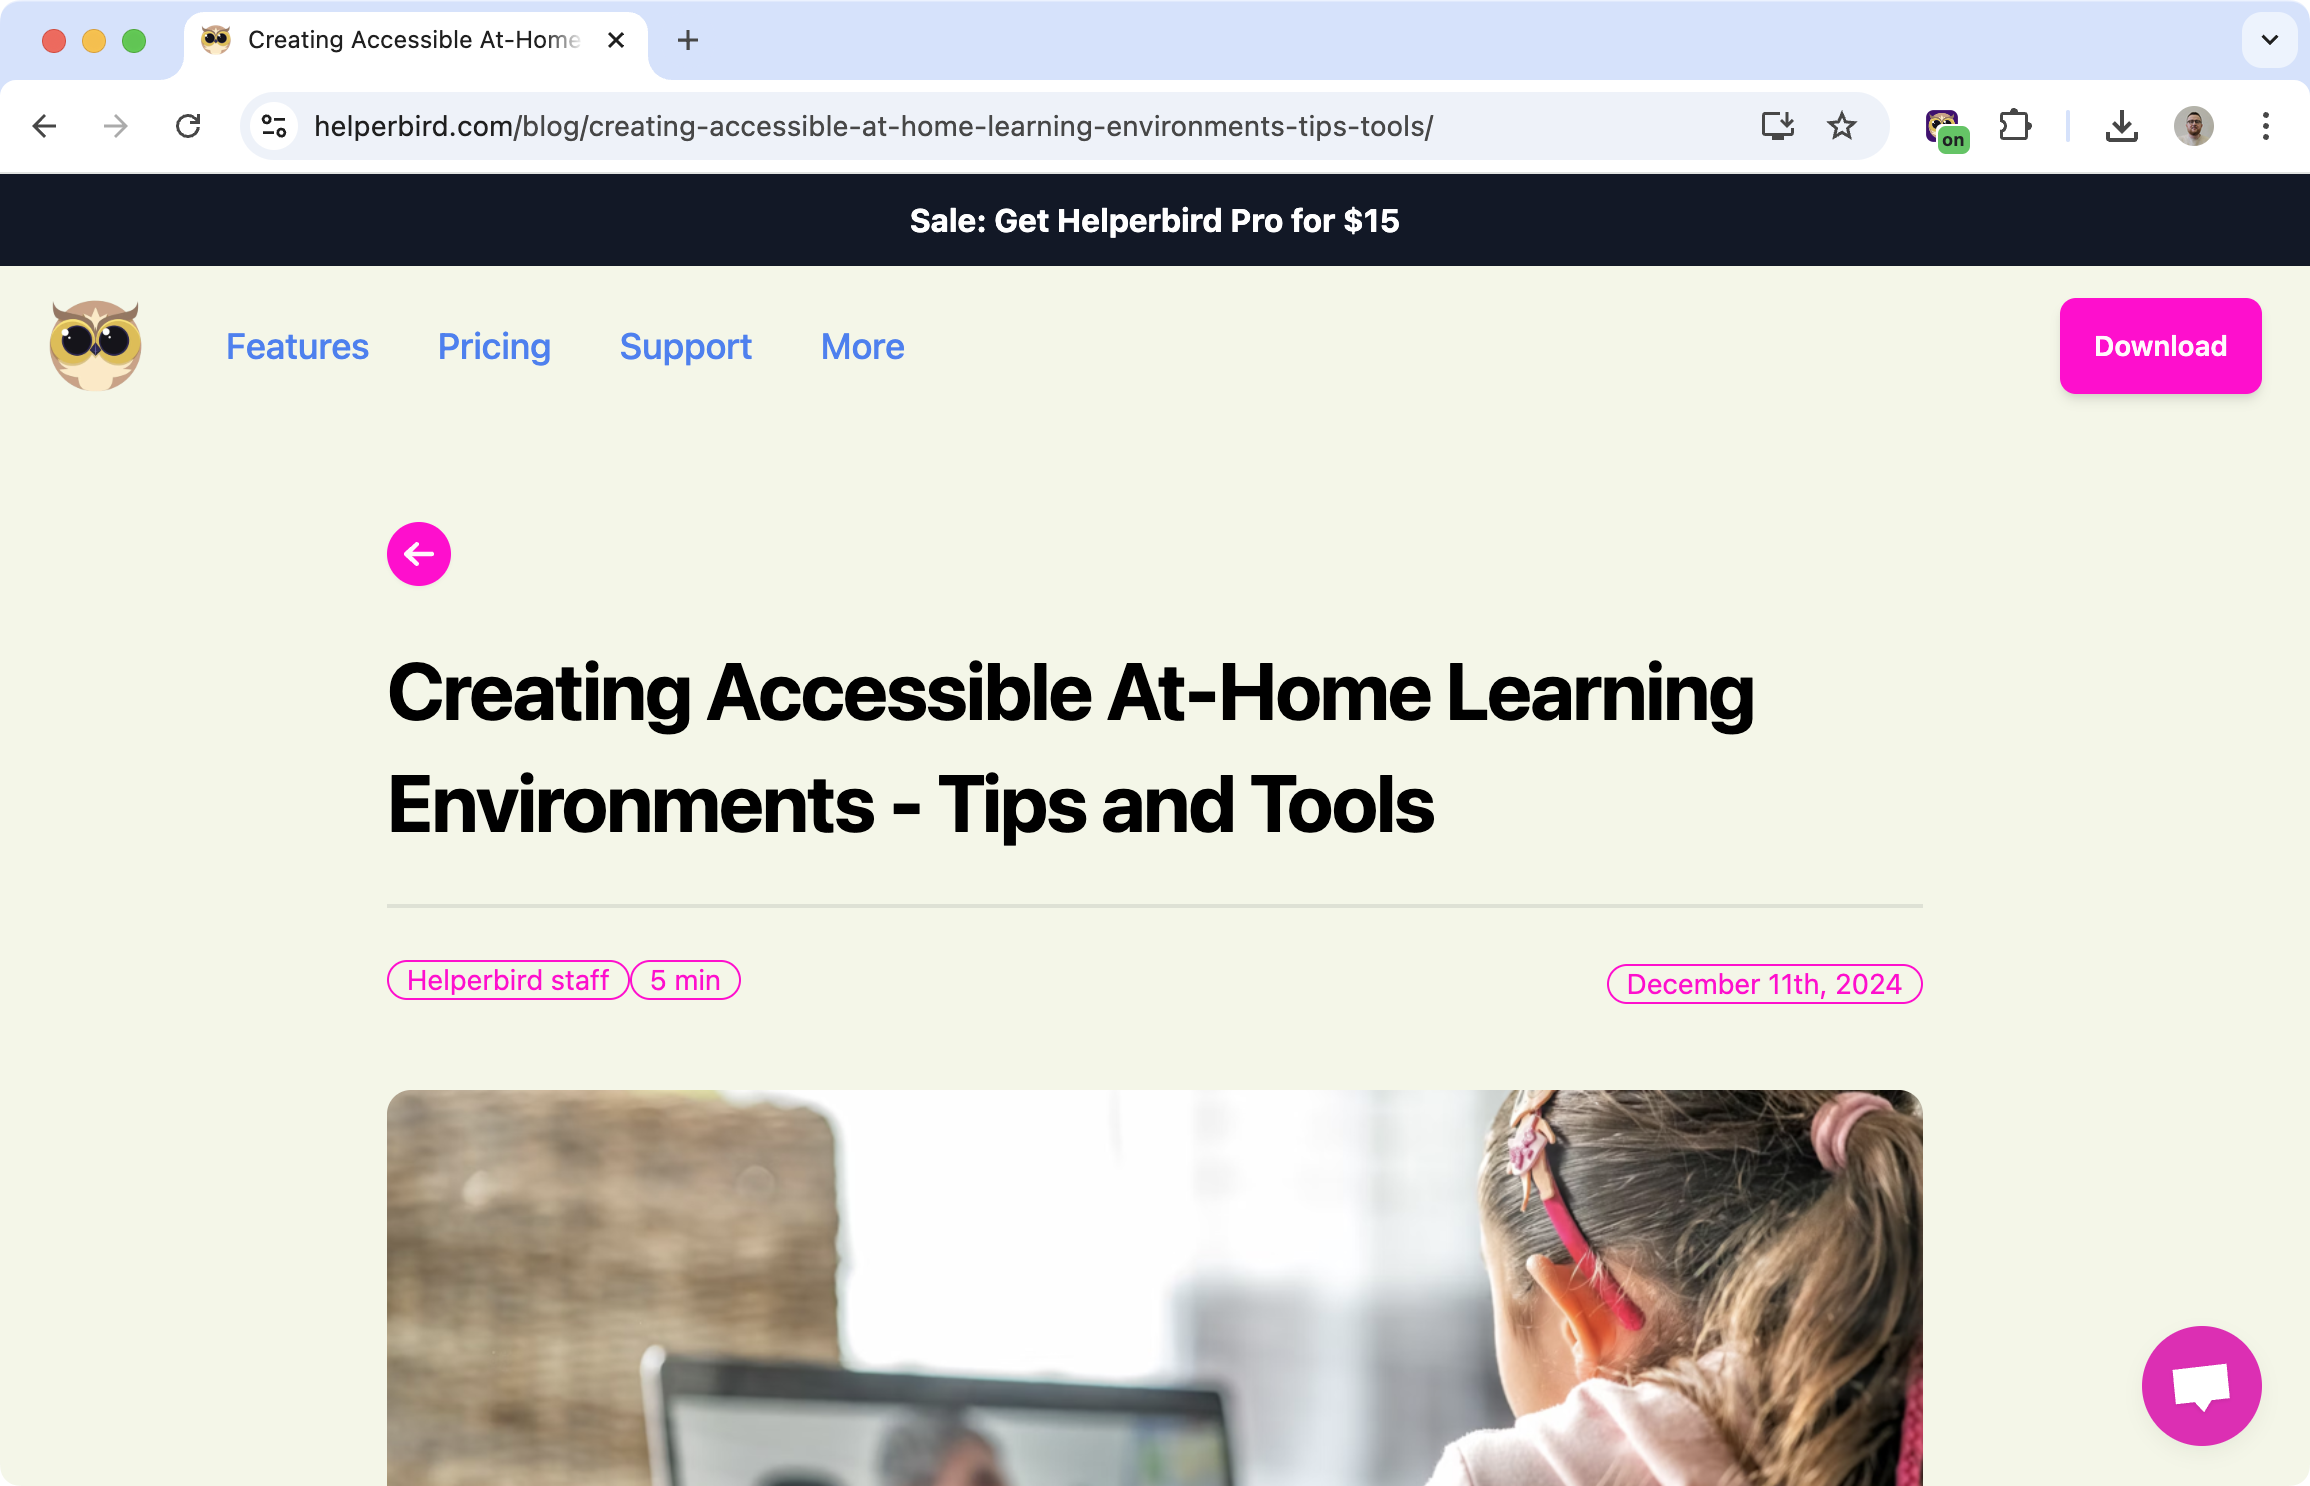 Creating Accessible At-Home
helperbird.com/blog/creating-accessible-at-home-learning-environments-tips-tools/
on
Sale: Get Helperbird Pro for $15
Features Pricing Support More Download
Creating Accessible At-Home Learning
Environments - Tips and Tools
Helperbird staff 5 min December 11th, 2024